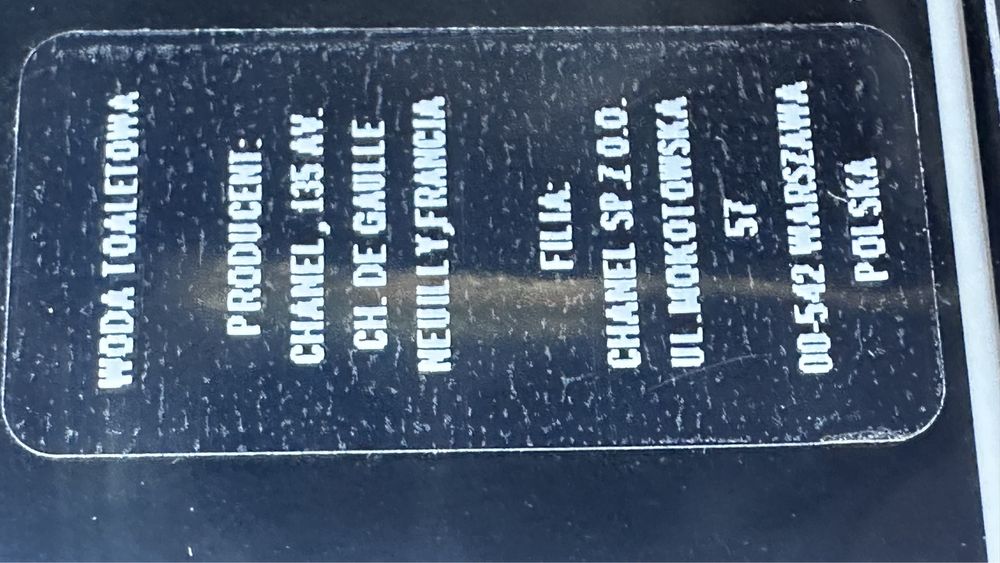 WODA TOALETOWA
PRODUCENT:
CHANEL, 135 AV.
CH. DE GAULLE
NEUILLY,FRANCJA
FILIA:
CHANEL SP.Z O.O.
UL.MOKOTOWSKA
57
00-542 WARSZAWA
POLSKA